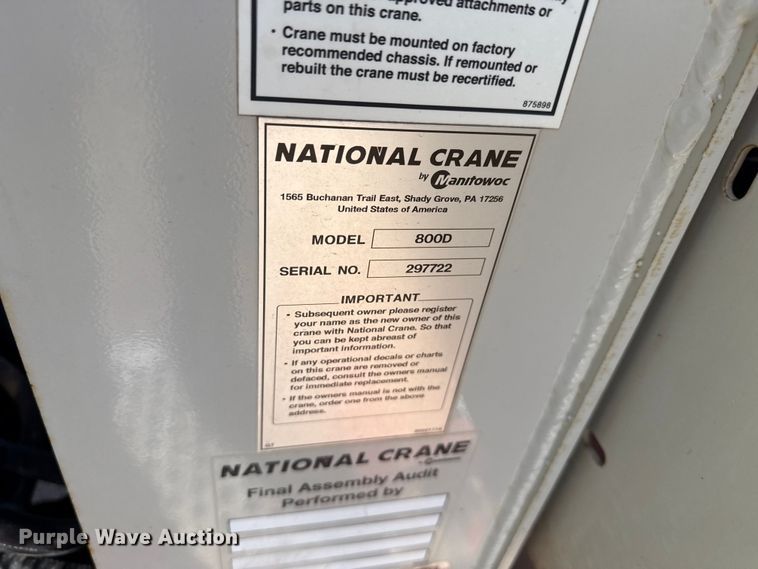 approved attachments or
parts on this crane.
• Crane must be mounted on factory
recommended chassis. If remounted or
rebuilt the crane must be recertified.
875898
NATIONAL CRANE
by Manitowoc
1565 Buchanan Trail East, Shady Grove, PA 17256
United States of America
MODEL 800D
SERIAL NO. 297722
IMPORTANT
• Subsequent owner please register
your name as the new owner of this
crane with National Crane. So that
you can be kept abreast of
important information.
• If any operational decals or charts
on this crane are removed or
defaced, consult the owners manual
for immediate replacement.
• If the owners manual is not with the
crane, order one from the above
address.
NATIONAL CRANE
Final Assembly Audit
Performed by
Purple Wave Auction